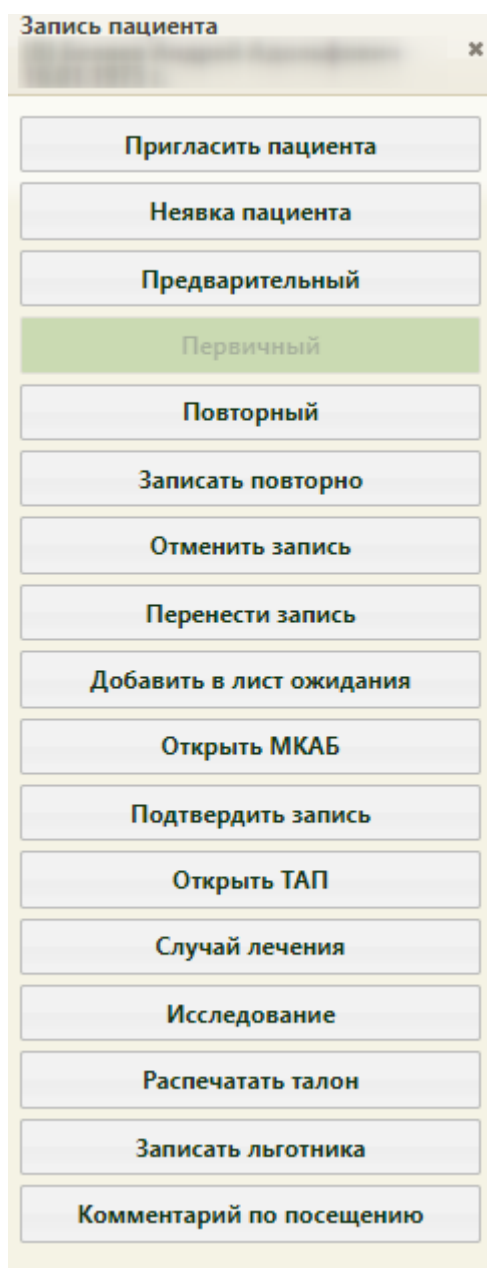 Запись пациента
Пригласить пациента
Неявка пациента
Предварительный
Первичный
Повторный
Записать повторно
Отменить запись
Перенести запись
Добавить в лист ожидания
Открыть МКАБ
Подтвердить запись
Открыть ТАП
Случай лечения
Исследование
Распечатать талон
Записать льготника
Комментарий по посещению